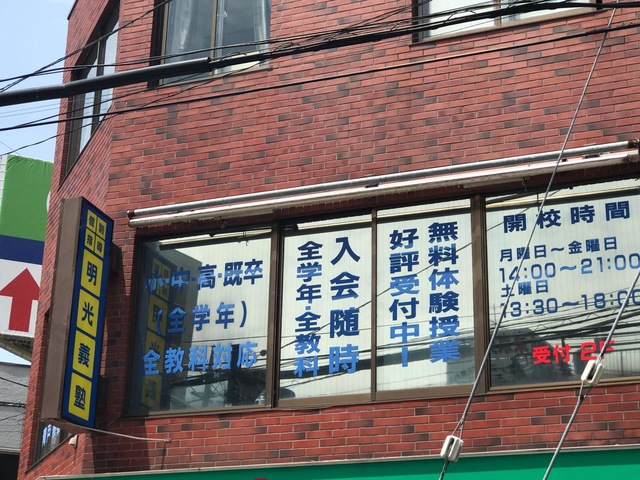 個別
指導
明光義塾
小・中・高・既卒
(全学年)
全教科対応
入会随時
全学年・全教科
無料体験授業
好評受付中!
開校時間
月曜日～金曜日
14:00～21:00
土曜日
13:30～18:00
受付 2F